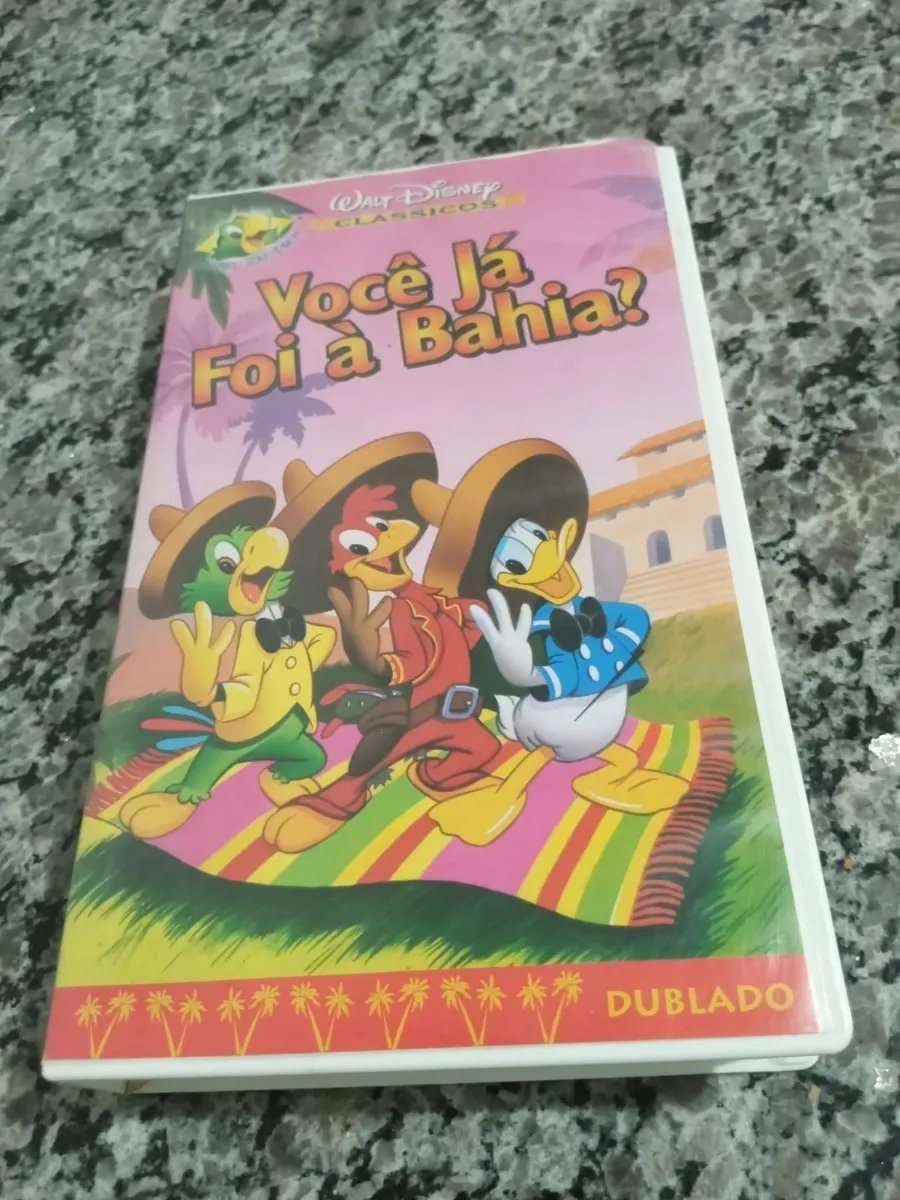 WALT DISNEY
CLÁSSICOS
Você Já
Foi à Bahia?
DUBLADO